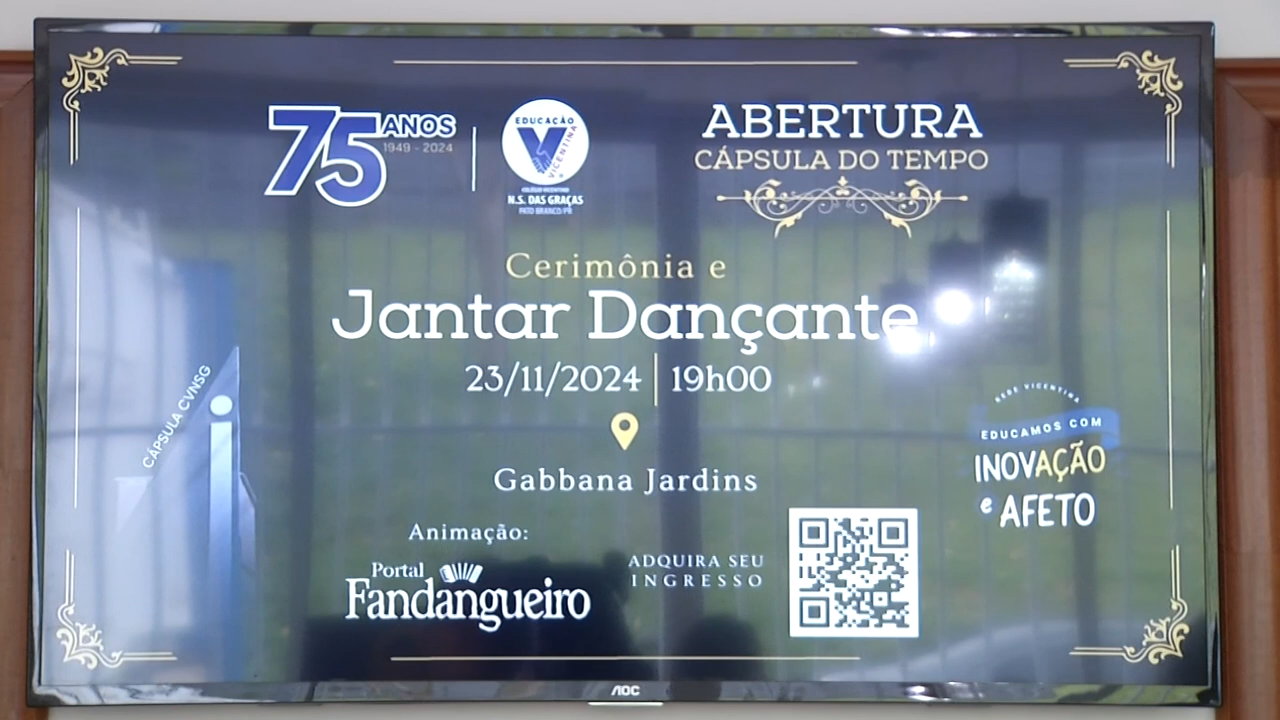 75 ANOS
1949 - 2024
EDUCAÇÃO
VICENTINA
COLÉGIO VICENTINO
N.S. DAS GRAÇAS
PATO BRANCO/PR
ABERTURA
CÁPSULA DO TEMPO
Cerimônia e
Jantar Dançante
23/11/2024 | 19h00
Gabbana Jardins
CÁPSULA CVNSG
REDE VICENTINA
EDUCAMOS COM
INOVAÇÃO
e AFETO
Animação:
Portal
Fandangueiro
ADQUIRA SEU
INGRESSO
AOC